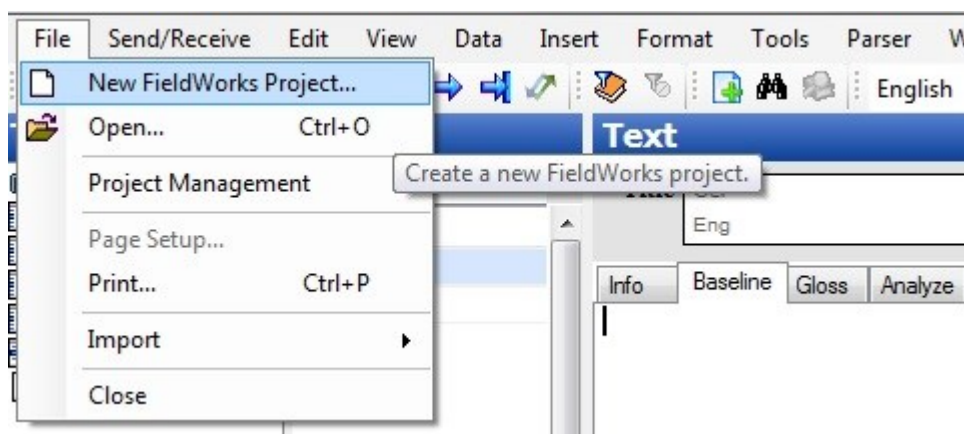 File Send/Receive Edit View Data Insert Format Tools Parser
New FieldWorks Project...
English
Open... Ctrl+O
Text
Create a new FieldWorks project.
Project Management
Eng
Page Setup...
Print... Ctrl+P
Info Baseline Gloss Analyze
Import
Close